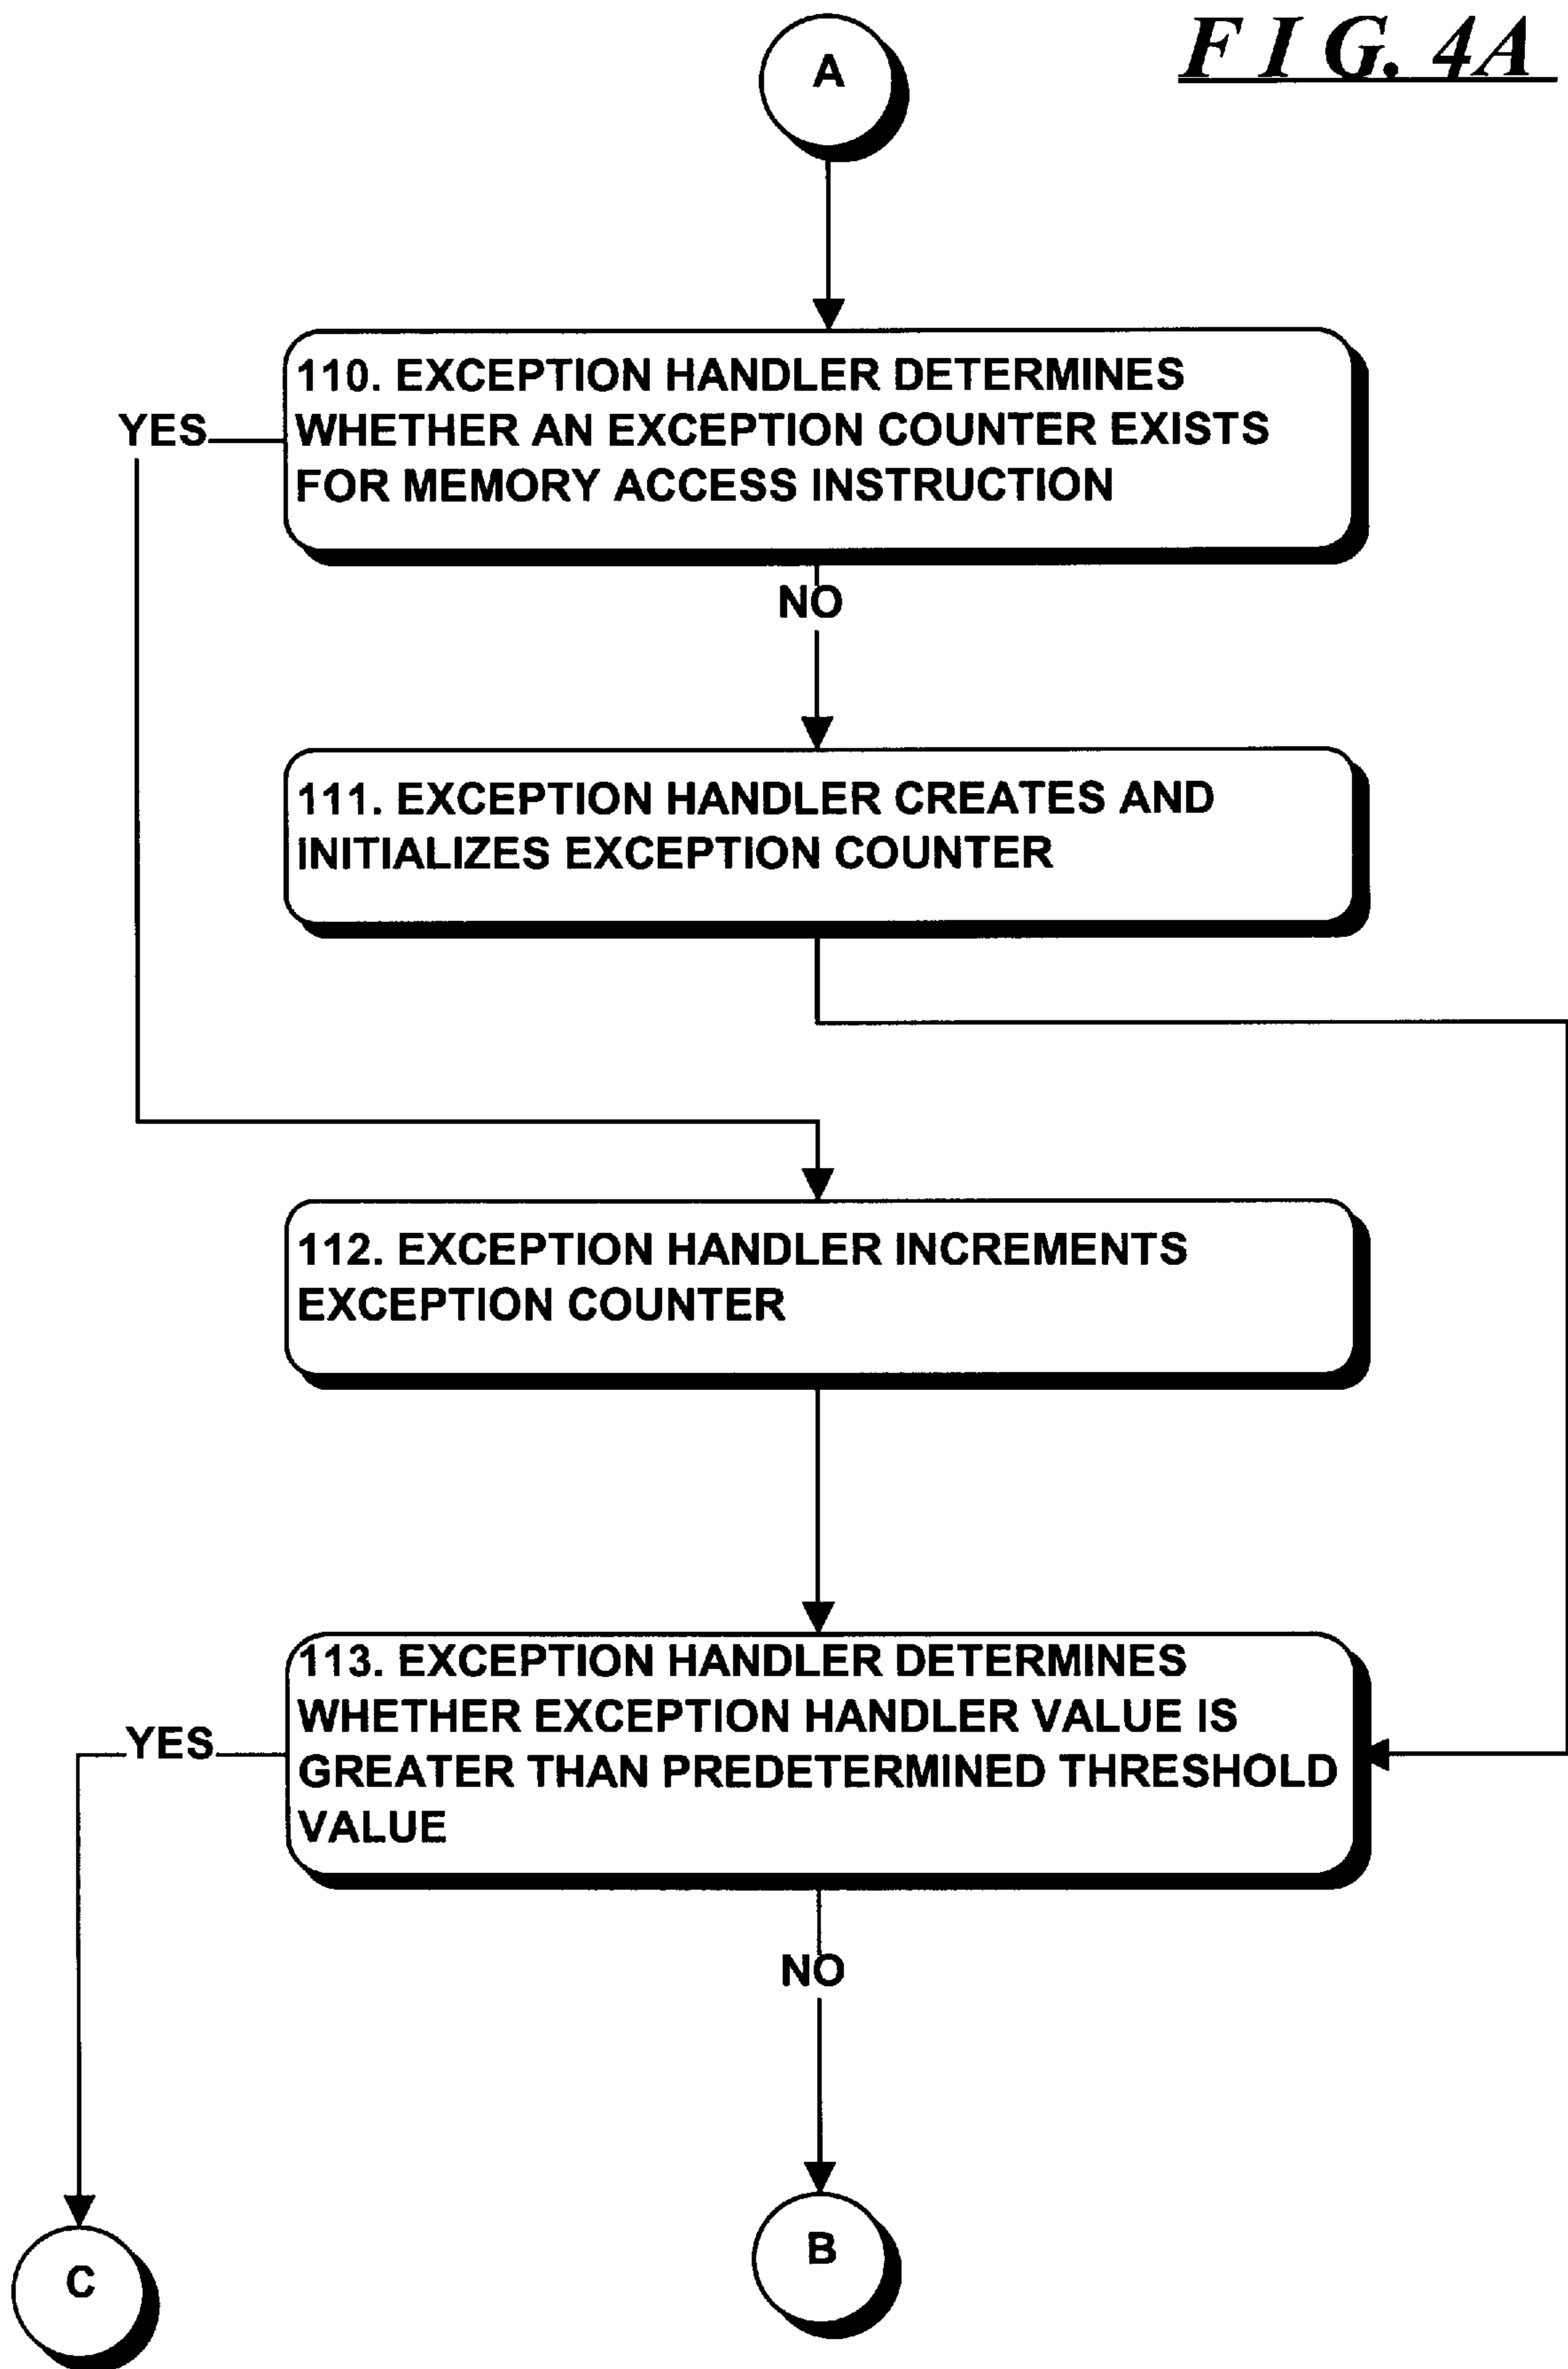 FIG. 4A
A
110. EXCEPTION HANDLER DETERMINES
WHETHER AN EXCEPTION COUNTER EXISTS
FOR MEMORY ACCESS INSTRUCTION
YES
NO
111. EXCEPTION HANDLER CREATES AND
INITIALIZES EXCEPTION COUNTER
112. EXCEPTION HANDLER INCREMENTS
EXCEPTION COUNTER
113. EXCEPTION HANDLER DETERMINES
WHETHER EXCEPTION HANDLER VALUE IS
GREATER THAN PREDETERMINED THRESHOLD
VALUE
YES
NO
B
C